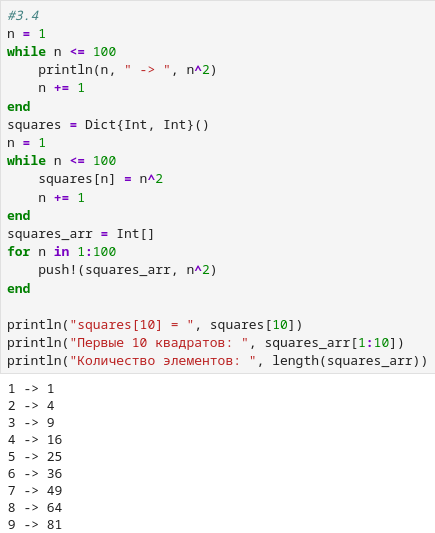 #3.4
n = 1
while n <= 100
    println(n, " -> ", n^2)
    n += 1
end
squares = Dict{Int, Int}()
n = 1
while n <= 100
    squares[n] = n^2
    n += 1
end
squares_arr = Int[]
for n in 1:100
    push!(squares_arr, n^2)
end

println("squares[10] = ", squares[10])
println("Первые 10 квадратов: ", squares_arr[1:10])
println("Количество элементов: ", length(squares_arr))
1 -> 1
2 -> 4
3 -> 9
4 -> 16
5 -> 25
6 -> 36
7 -> 49
8 -> 64
9 -> 81